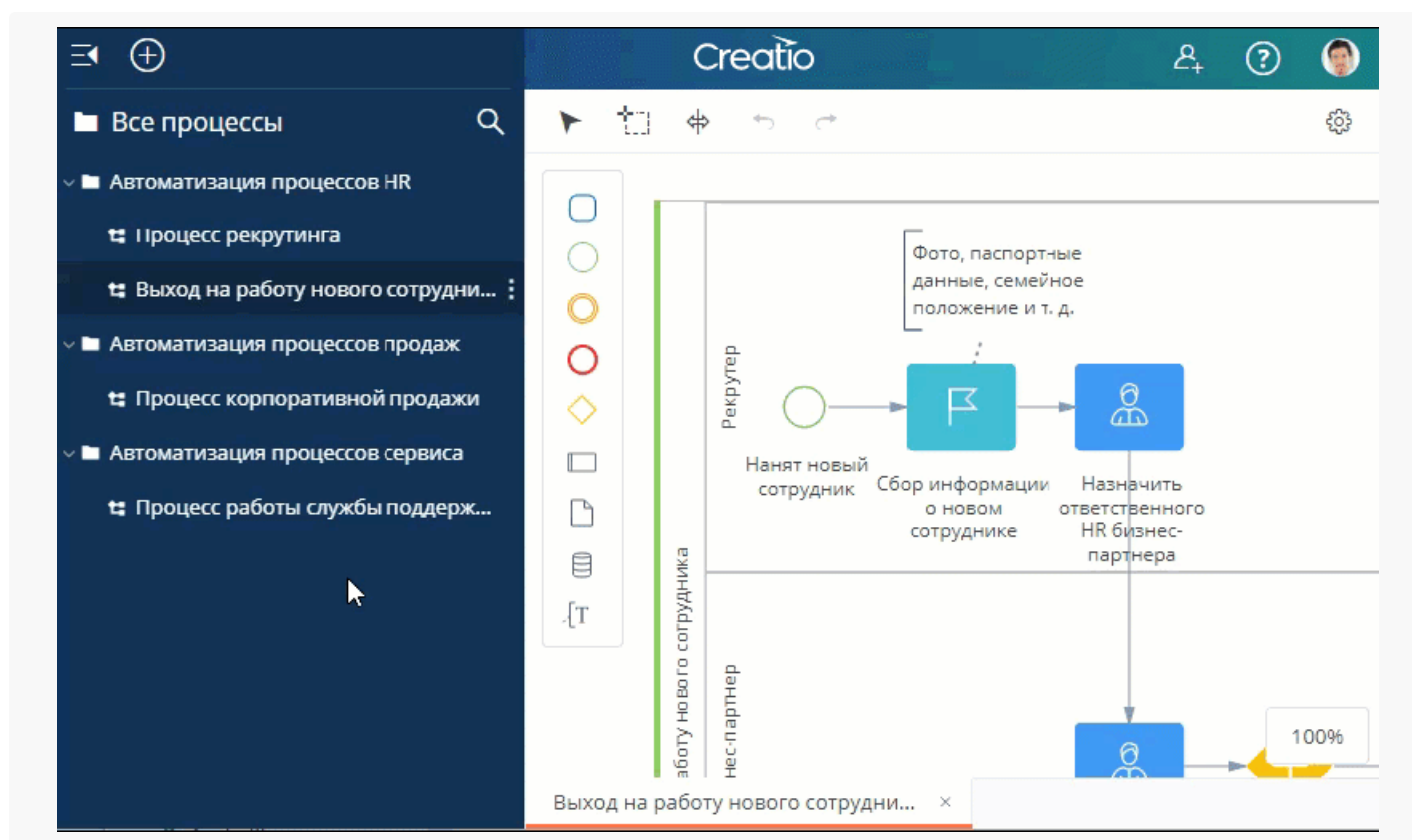 Creatio
Все процессы
Автоматизация процессов HR
Процесс рекрутинга
Выход на работу нового сотрудни...
Автоматизация процессов продаж
Процесс корпоративной продажи
Автоматизация процессов сервиса
Процесс работы службы поддерж...
T
Фото, паспортные
данные, семейное
положение и т. д.
Рекрутер
Нанят новый
сотрудник
Сбор информации
о новом
сотруднике
Назначить
ответственного
HR бизнес-
партнера
аботу нового сотрудника
нес-партнер
100%
Выход на работу нового сотрудни...